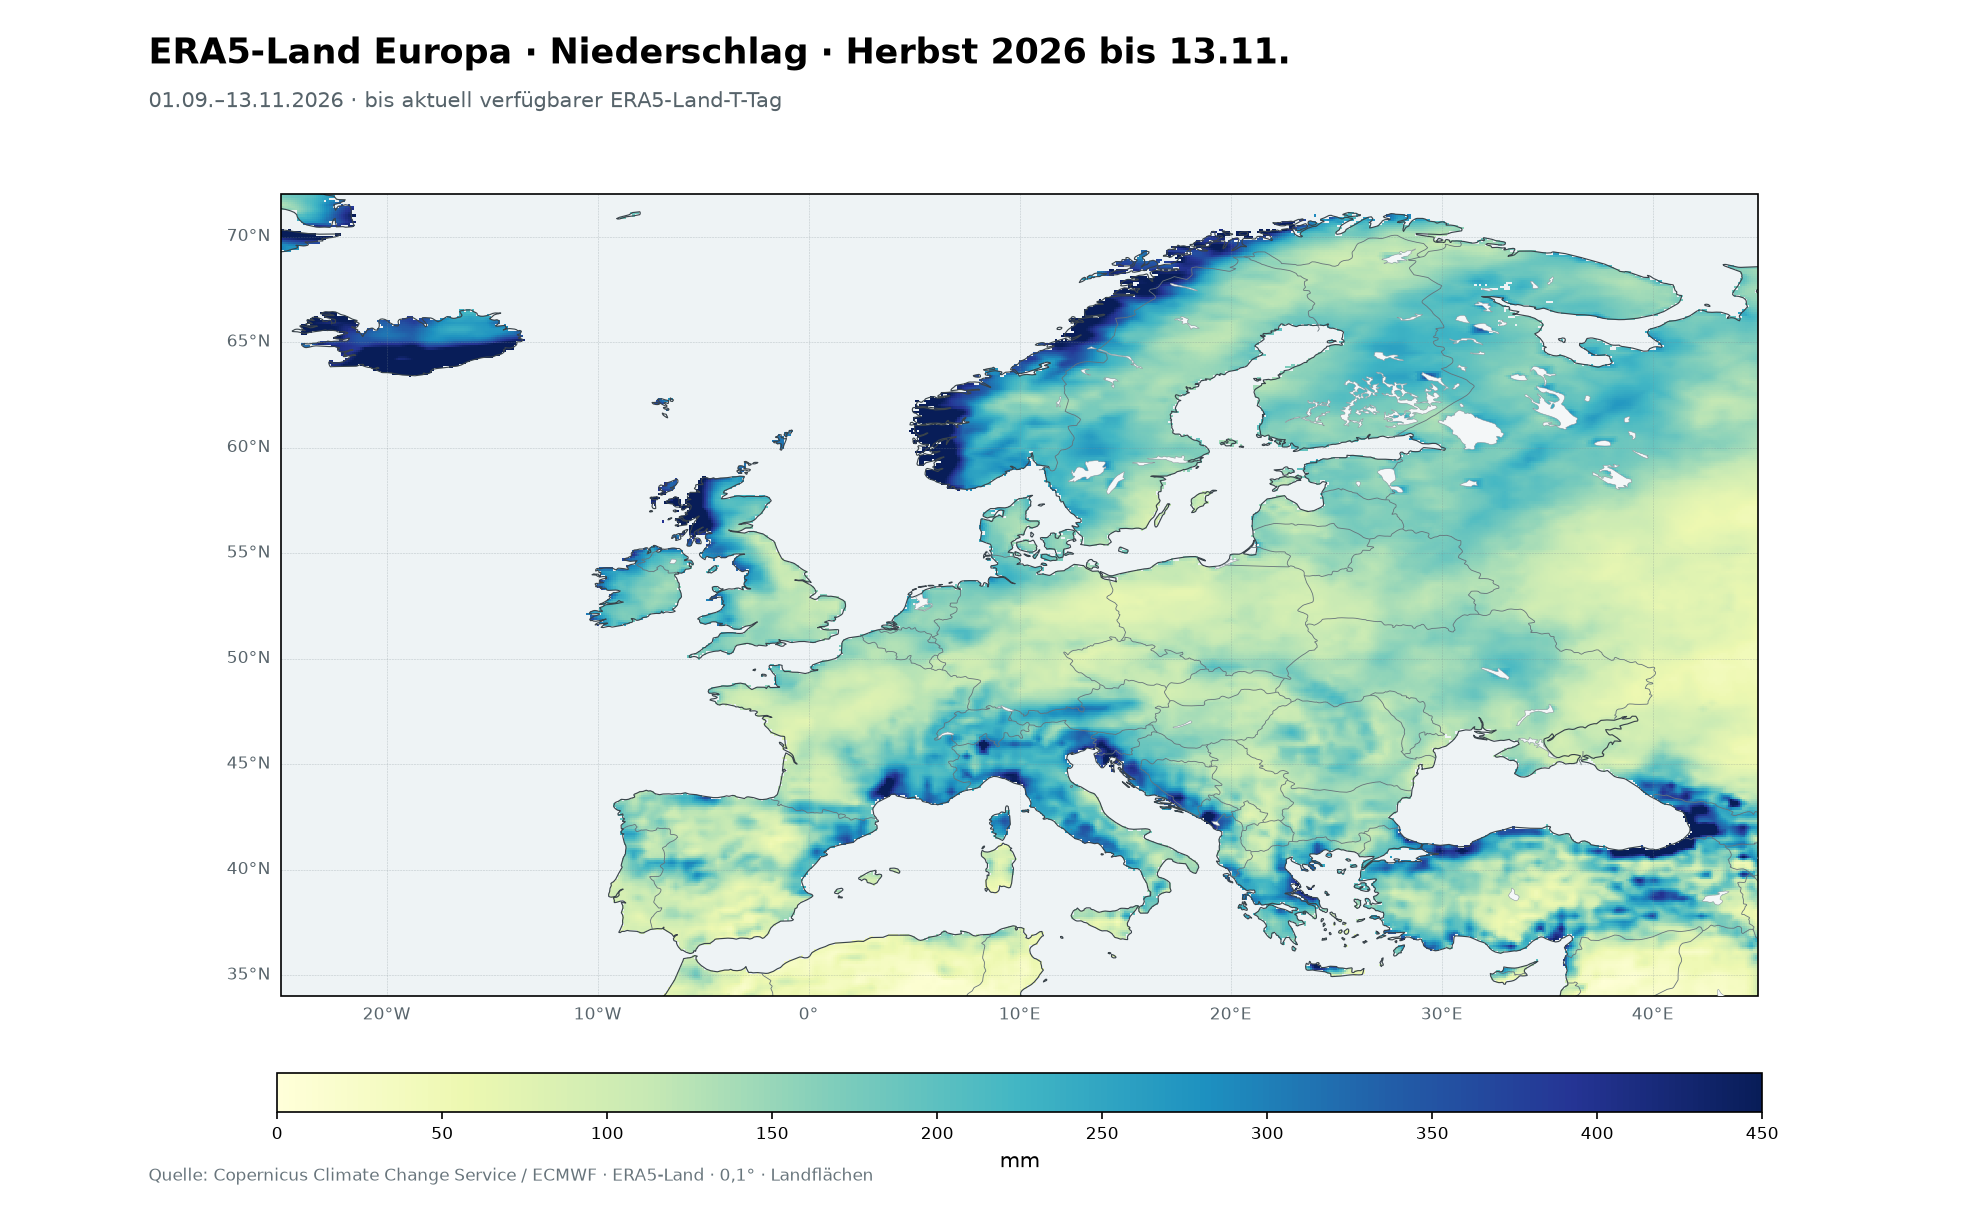 ERA5-Land Europa · Niederschlag · Herbst 2026 bis 13.11.
01.09.–13.11.2026 · bis aktuell verfügbarer ERA5-Land-T-Tag
70°N
65°N
60°N
55°N
50°N
45°N
40°N
35°N
20°W 10°W 0° 10°E 20°E 30°E 40°E
0 50 100 150 200 250 300 350 400 450
mm
Quelle: Copernicus Climate Change Service / ECMWF · ERA5-Land · 0,1° · Landflächen